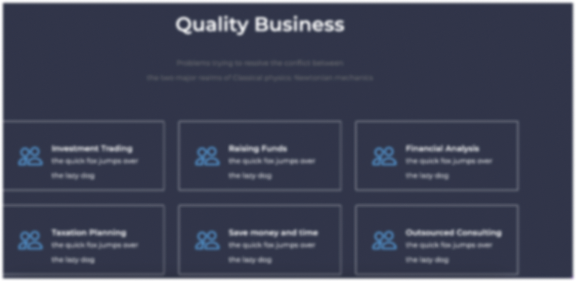 Quality Business
Problems trying to resolve the conflict between
the two major realms of Classical physics: Newtonian mechanics
Investment Trading
the quick fox jumps over
the lazy dog
Raising Funds
the quick fox jumps over
the lazy dog
Financial Analysis
the quick fox jumps over
the lazy dog
Taxation Planning
the quick fox jumps over
the lazy dog
Save money and time
the quick fox jumps over
the lazy dog
Outsourced Consulting
the quick fox jumps over
the lazy dog